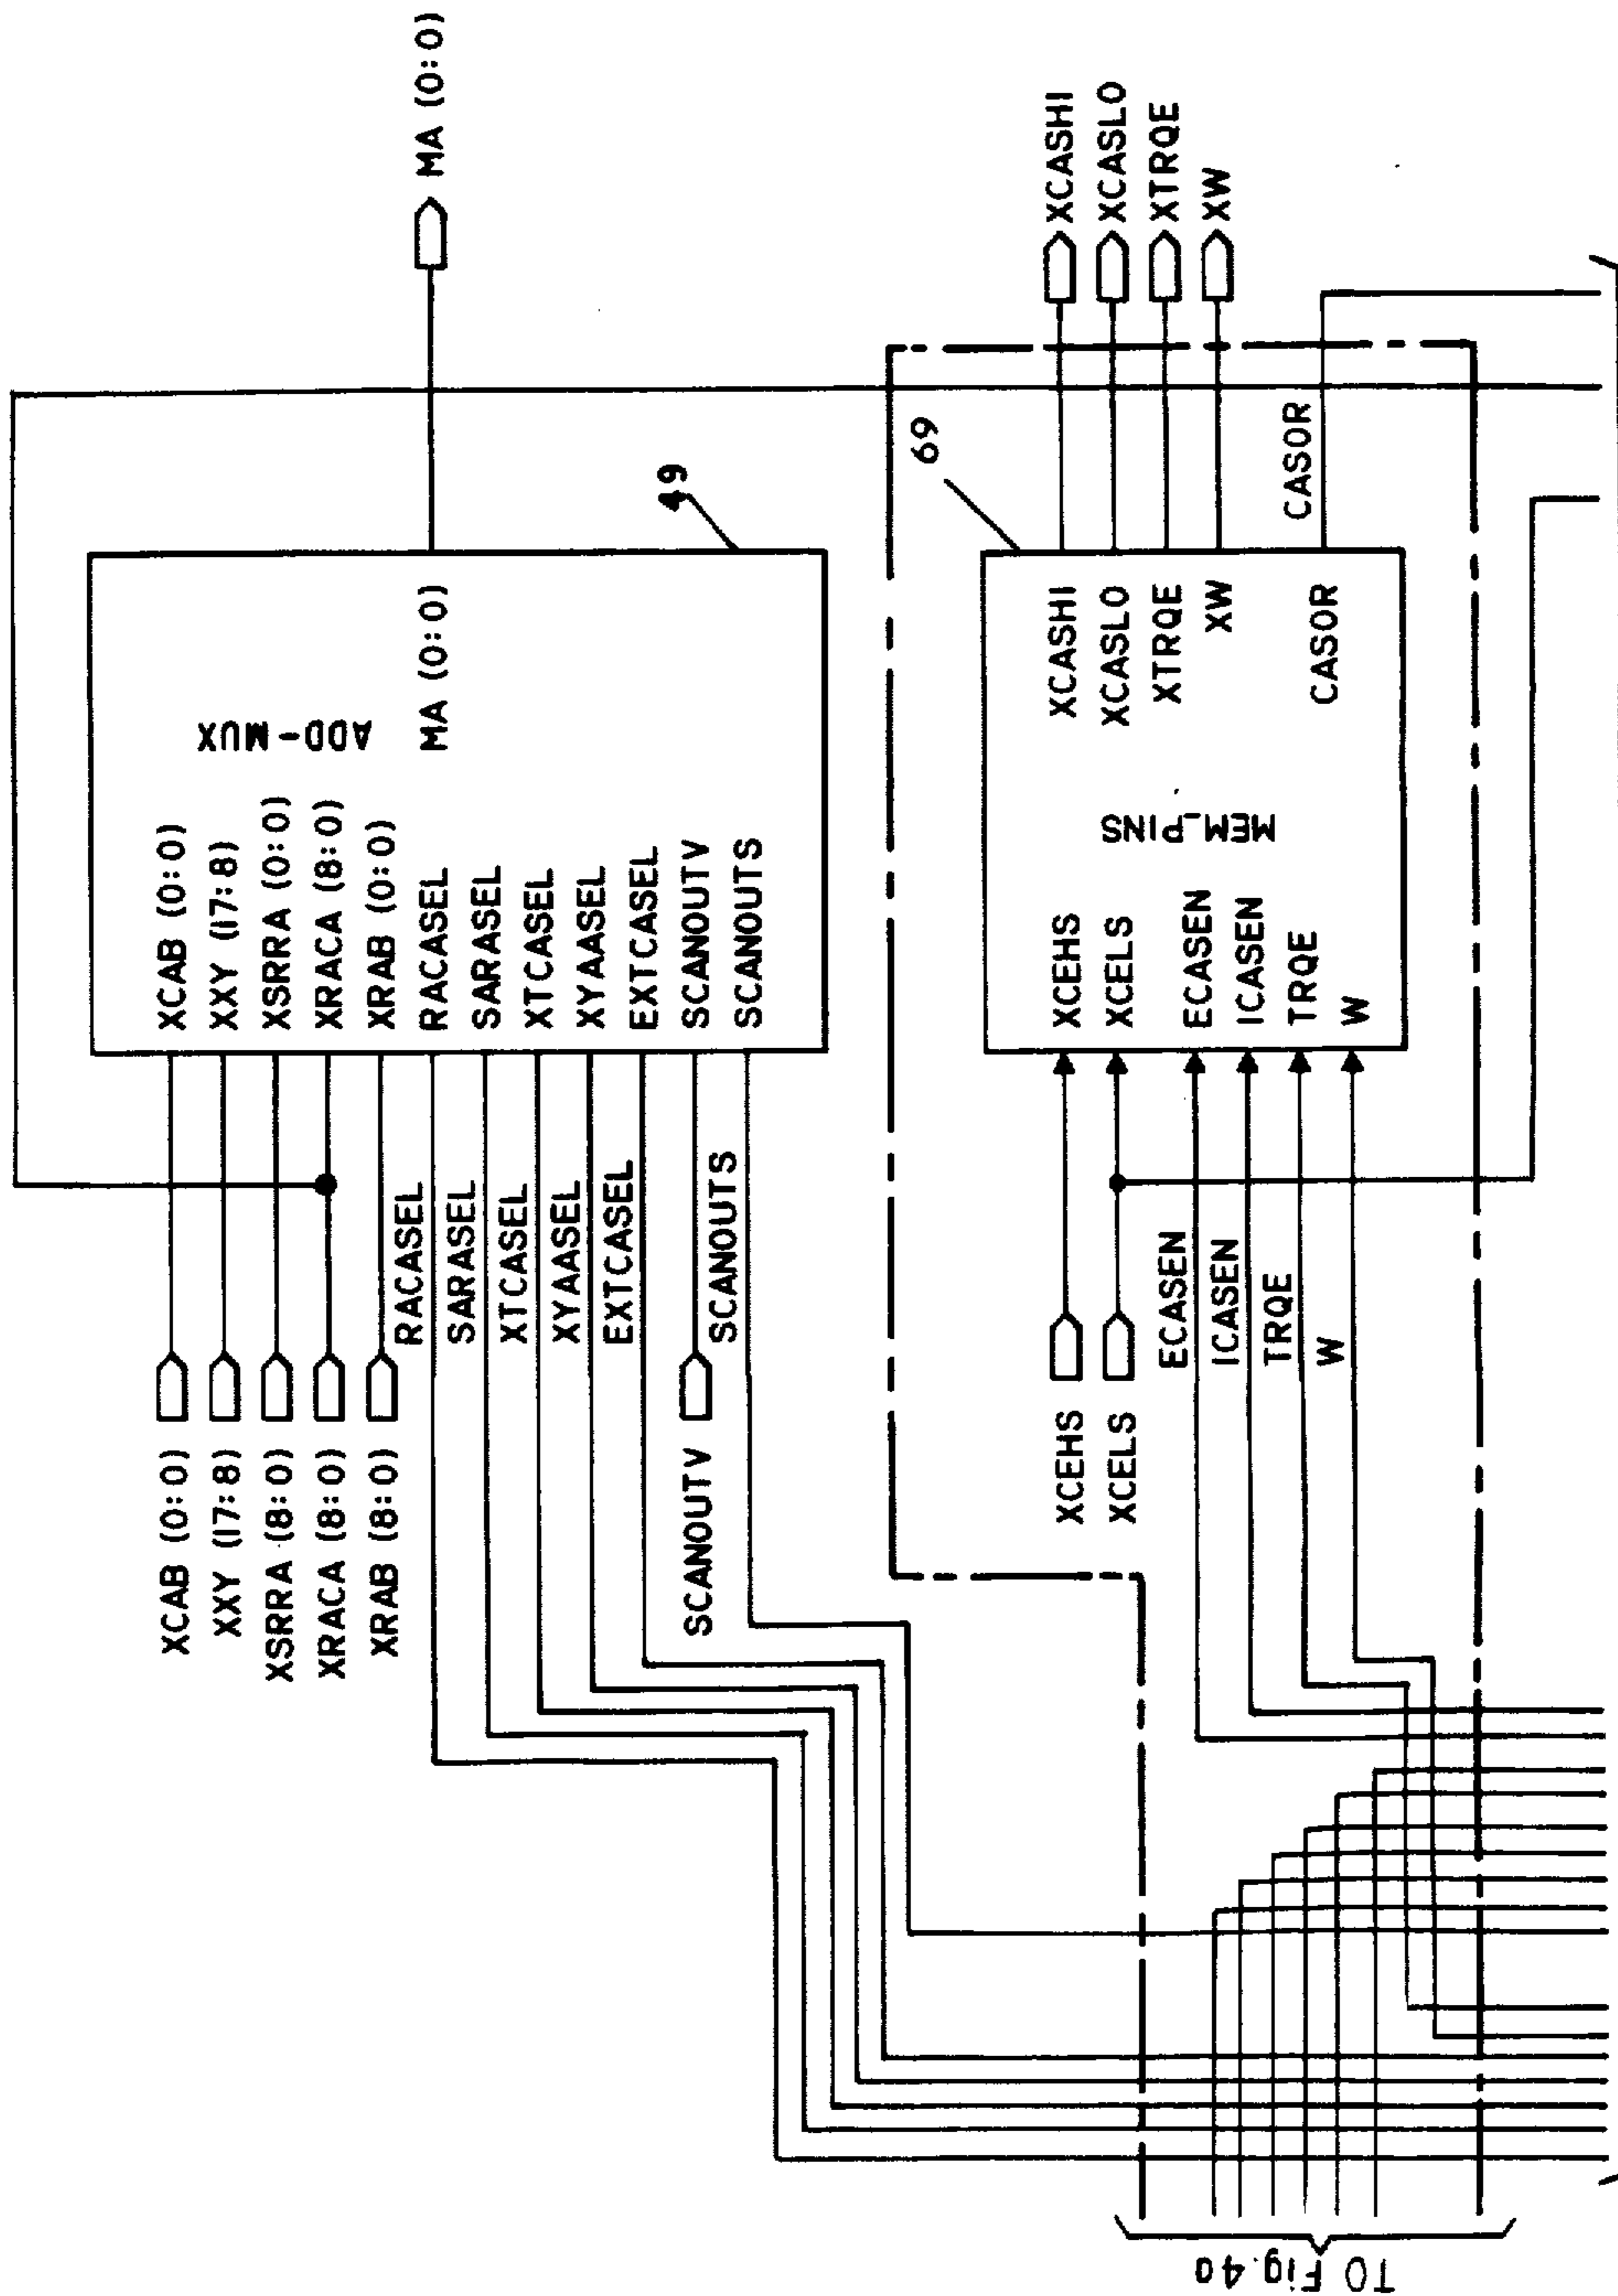 XCAB (0:0)
XXY (17:8)
XSRRA (8:0)
XRACA (8:0)
XRAB (8:0)
RACASEL
SARASEL
XTCASEL
XYAASEL
EXTCASEL
SCANOUTV
SCANOUTS
XCAB (0:0)
XXY (17:8)
XSRRA (0:0)
XRACA (8:0)
XRAB (0:0)
RACASEL
SARASEL
XTCASEL
XYAASEL
EXTCASEL
SCANOUTV
SCANOUTS
ADD-MUX
MA (0:0)
49
MA (0:0)
XCEHS
XCELS
ECASEN
ICASEN
TRQE
W
XCEHS
XCELS
ECASEN
ICASEN
TRQE
W
MEM_PINS
XCASHI
XCASLO
XTRQE
XW
CASOR
69
XCASHI
XCASLO
XTRQE
XW
CASOR
TO Fig.4a